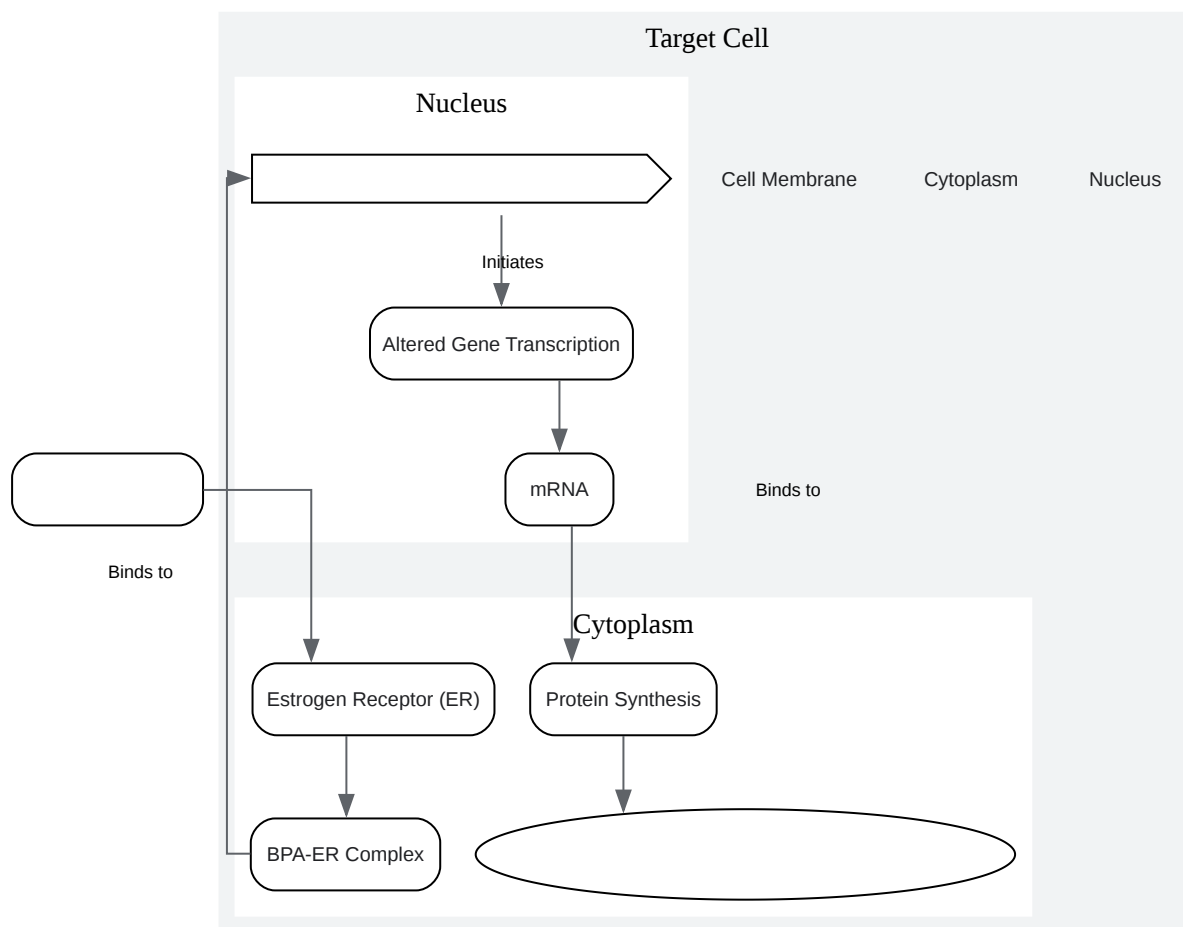 Target Cell
Nucleus
Cell Membrane
Cytoplasm
Nucleus
Initiates
Altered Gene Transcription
mRNA
Binds to
Binds to
Cytoplasm
Estrogen Receptor (ER)
Protein Synthesis
BPA-ER Complex